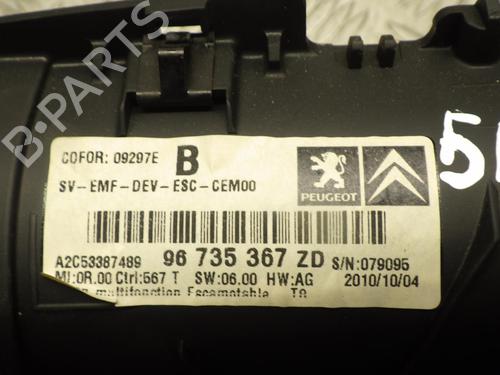 B-PARTS
COFOR: 09297E B
SV-EMF-DEV-ESC-CEM00
PEUGEOT
A2C53387489 96 735 367 ZD S/N:079095
MI:0R.00 Ctrl:567 T SW:06.00 HW:AG 2010/10/04
multifonction Escamotable